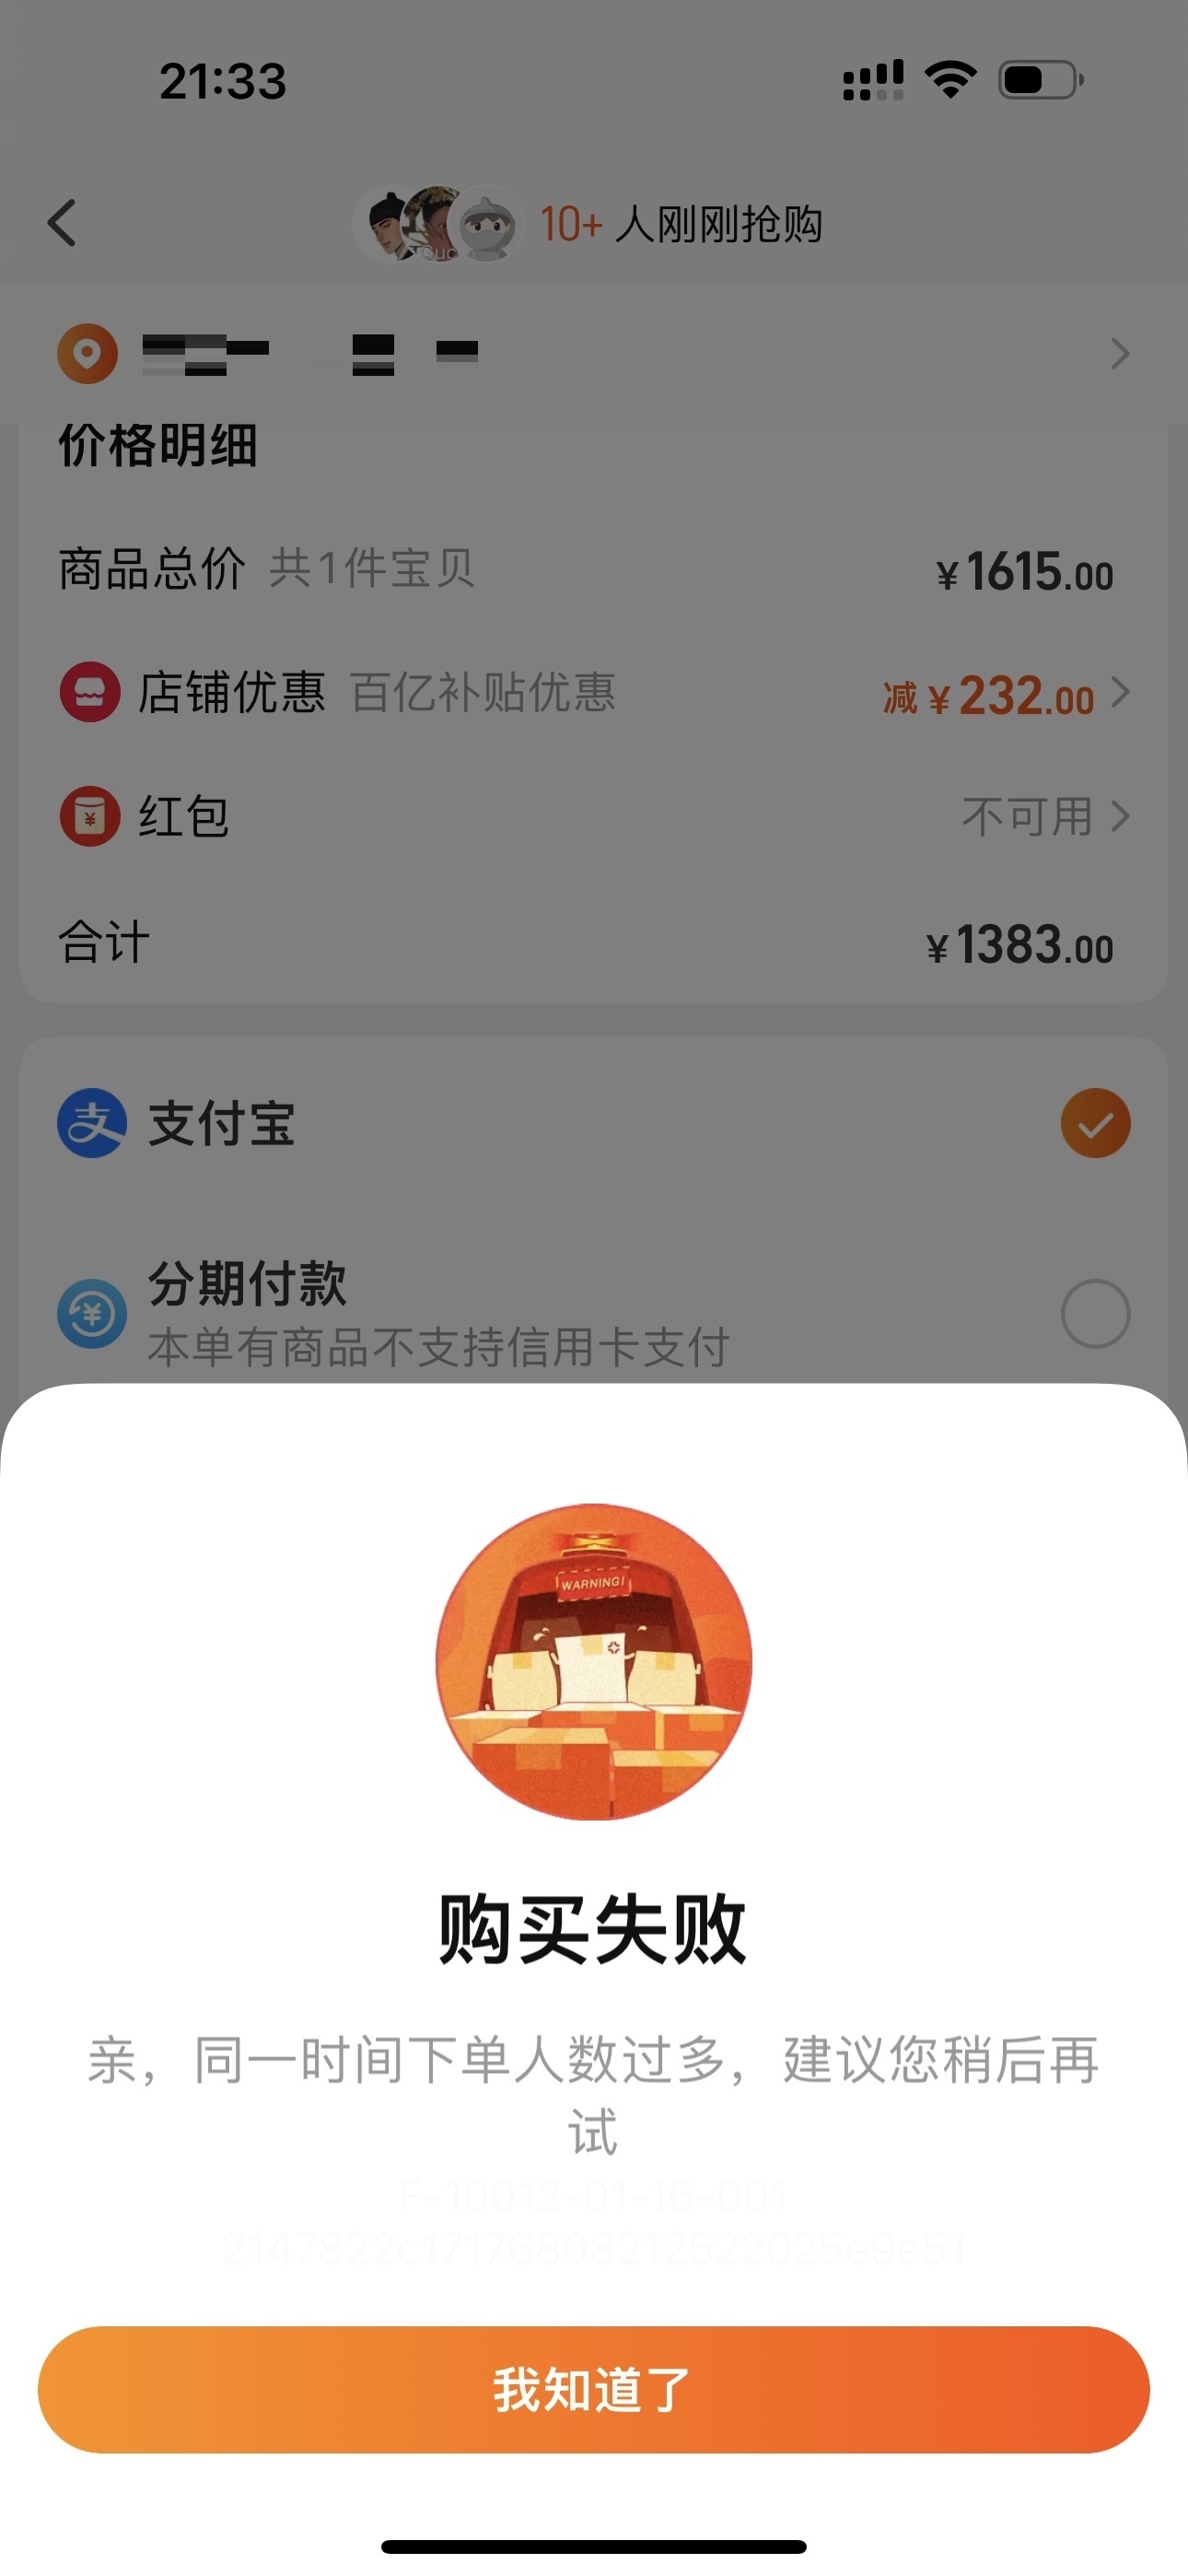 21:33
10+ 人刚刚抢购
价格明细
商品总价 共1件宝贝 ¥1615.00
店铺优惠 百亿补贴优惠 减 ¥232.00
¥
红包 不可用
合计 ¥1383.00
支 支付宝
分期付款
¥
本单有商品不支持信用卡支付
WARNING!
购买失败
亲，同一时间下单人数过多，建议您稍后再
试
F-10012-01-16-001
2147822c17176808212522025e9e51
我知道了